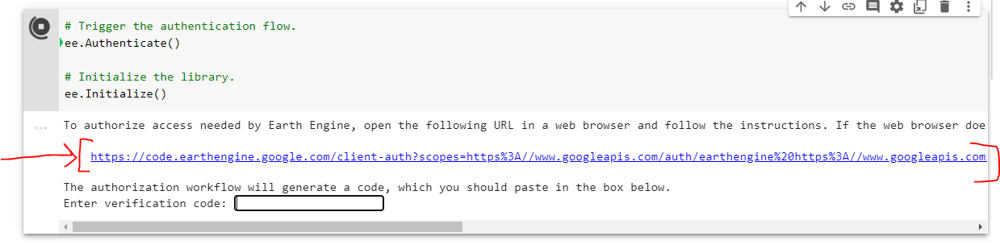 # Trigger the authentication flow.
ee.Authenticate()
# Initialize the library.
ee.Initialize()
To authorize access needed by Earth Engine, open the following URL in a web browser and follow the instructions. If the web browser doe
https://code.earthengine.google.com/client-auth?scopes=https%3A//www.googleapis.com/auth/earthengine%20https%3A//www.googleapis.com
The authorization workflow will generate a code, which you should paste in the box below.
Enter verification code: